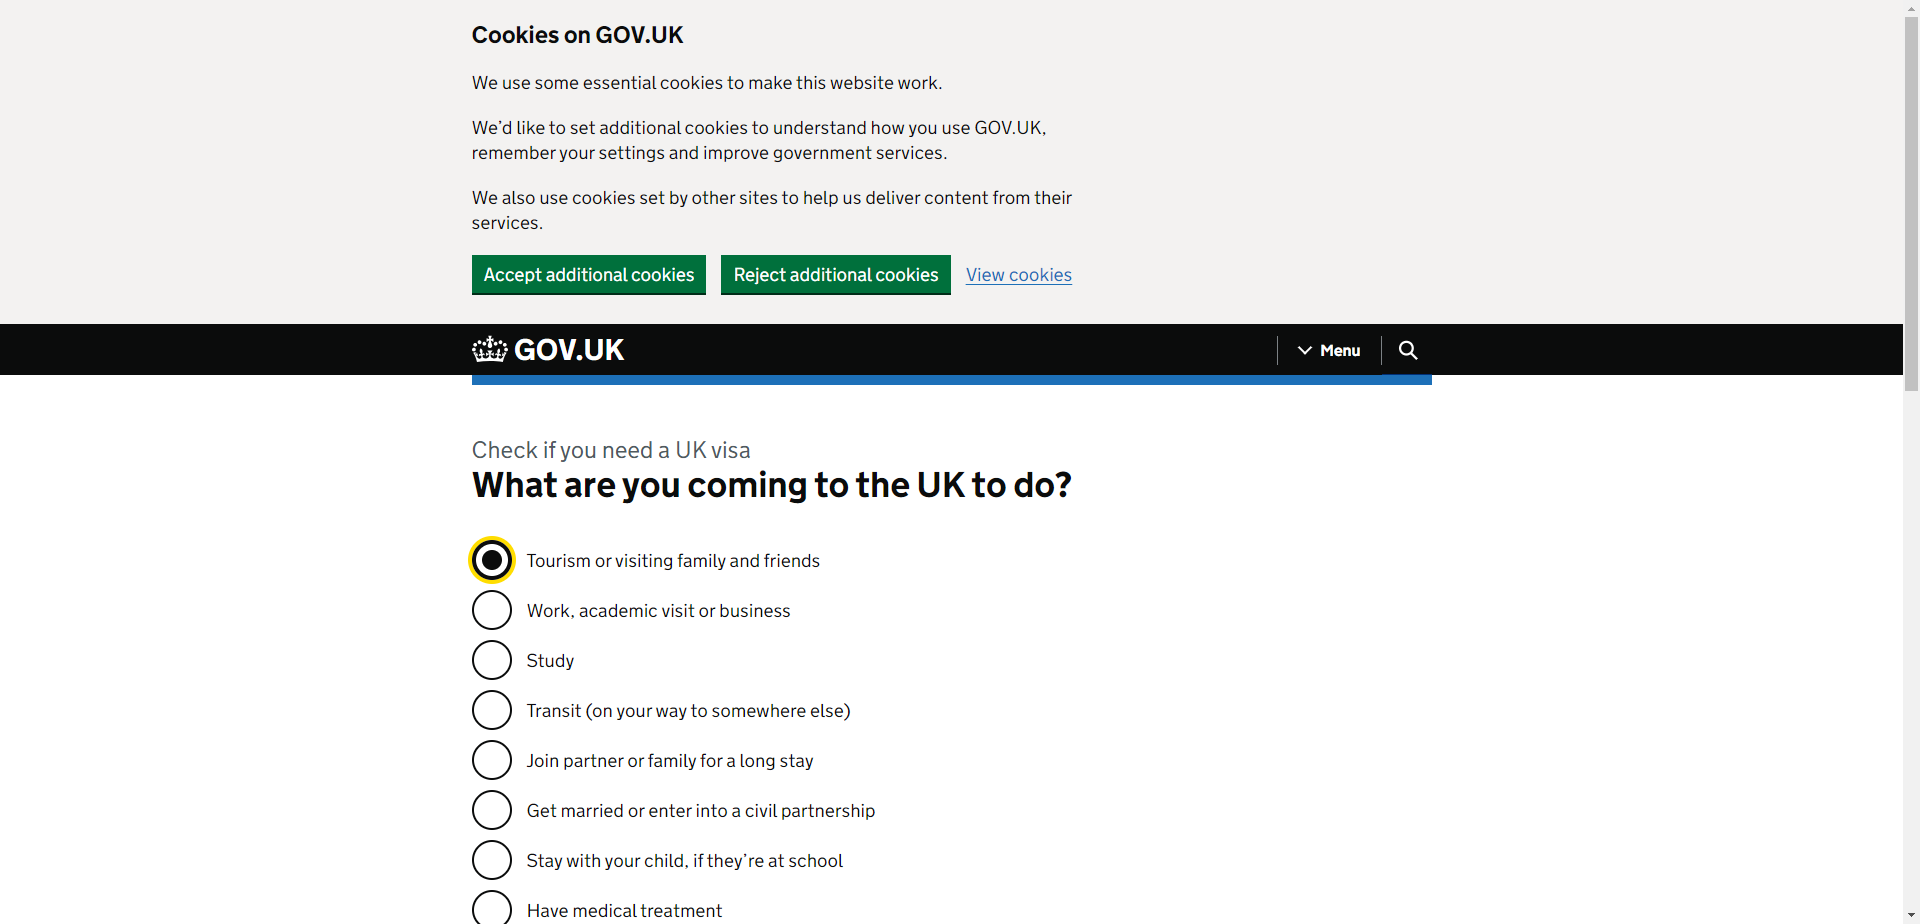 Cookies on GOV.UK
We use some essential cookies to make this website work.
We’d like to set additional cookies to understand how you use GOV.UK,
remember your settings and improve government services.
We also use cookies set by other sites to help us deliver content from their
services.
Accept additional cookies
Reject additional cookies
View cookies
GOV.UK
Menu
Check if you need a UK visa
What are you coming to the UK to do?
Tourism or visiting family and friends
Work, academic visit or business
Study
Transit (on your way to somewhere else)
Join partner or family for a long stay
Get married or enter into a civil partnership
Stay with your child, if they’re at school
Have medical treatment